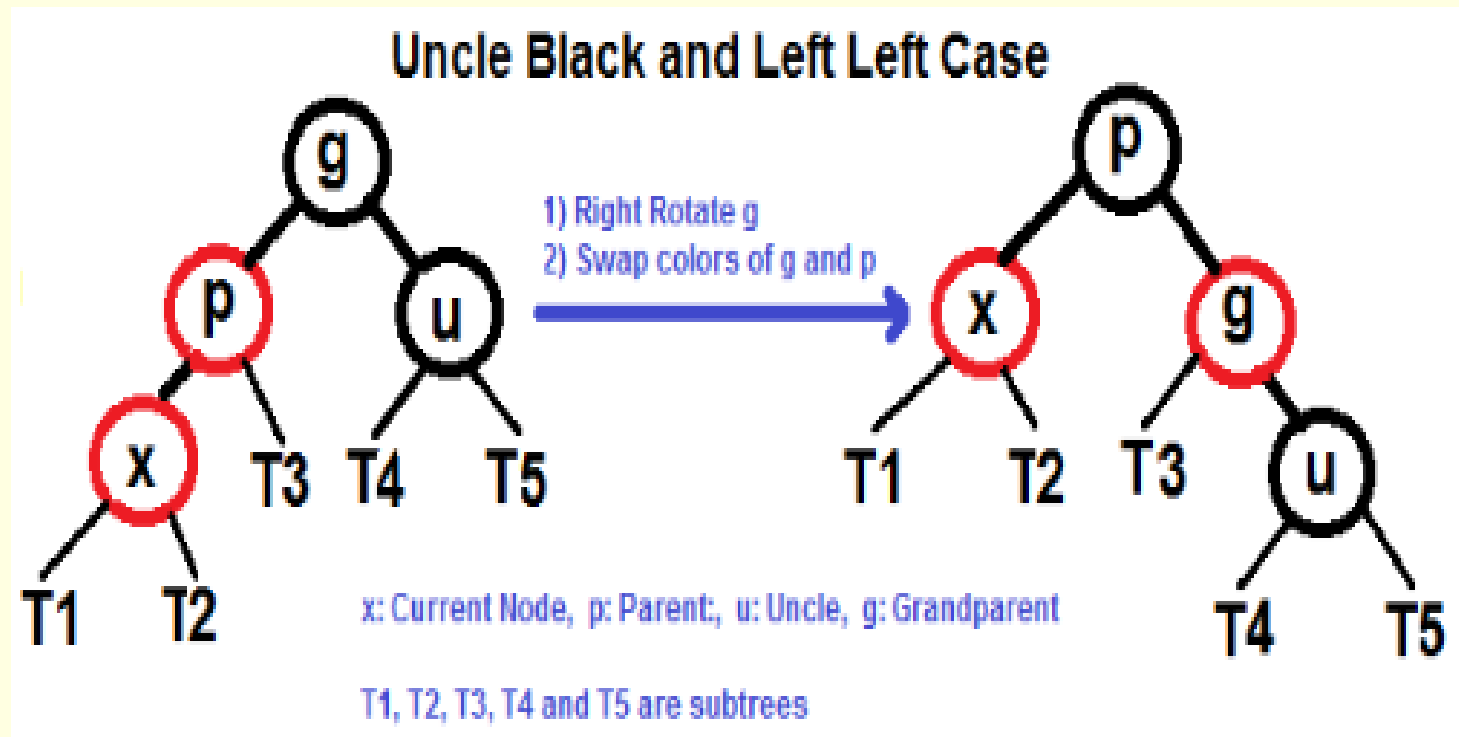 Uncle Black and Left Left Case
g
p
u
x
T3
T4
T5
T1
T2
1) Right Rotate g
2) Swap colors of g and p
p
x
g
T1
T2
T3
u
T4
T5
x: Current Node, p: Parent:, u: Uncle, g: Grandparent
T1, T2, T3, T4 and T5 are subtrees